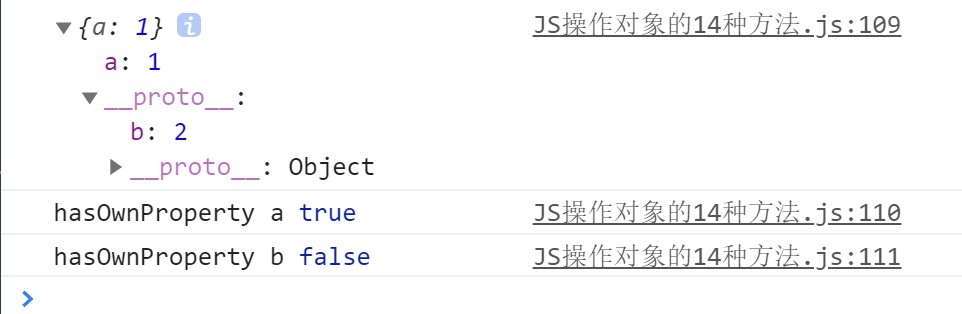 {a: 1} i JS操作对象的14种方法.js:109
a: 1
__proto__:
b: 2
__proto__: Object
hasOwnProperty a true JS操作对象的14种方法.js:110
hasOwnProperty b false JS操作对象的14种方法.js:111